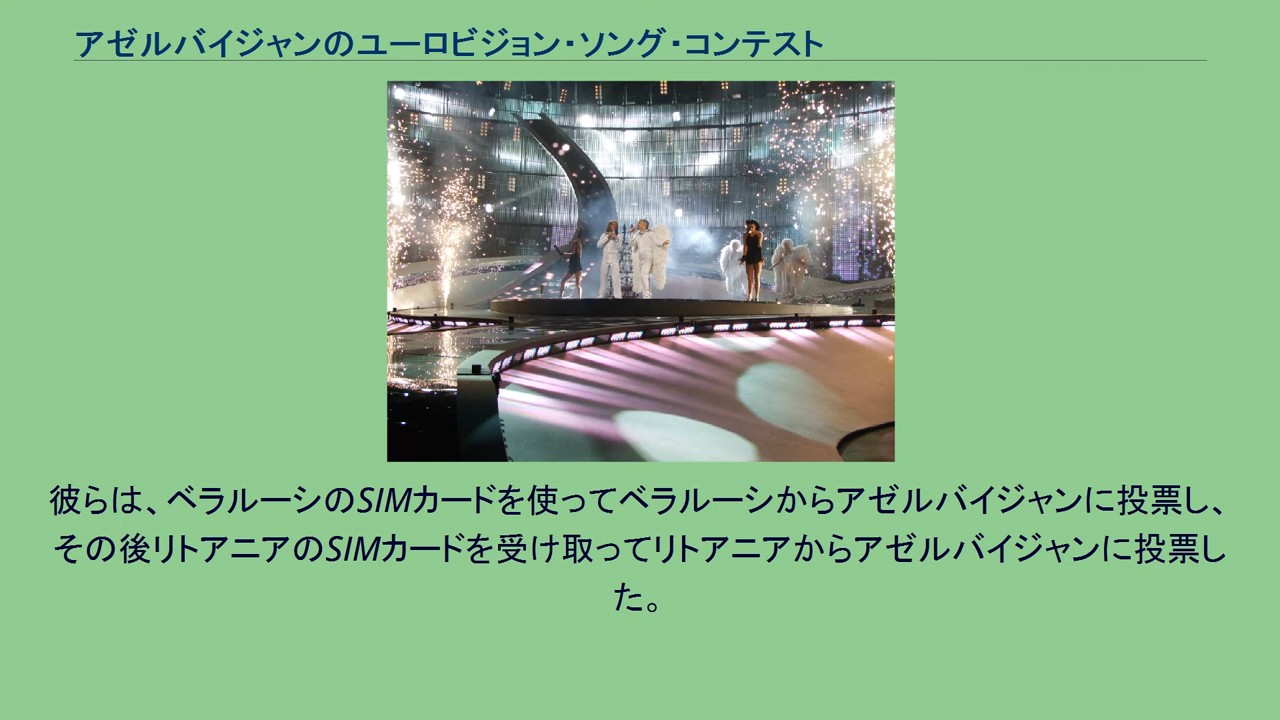 アゼルバイジャンのユーロビジョン・ソング・コンテスト
彼らは、ベラルーシのSIMカードを使ってベラルーシからアゼルバイジャンに投票し、
その後リトアニアのSIMカードを受け取ってリトアニアからアゼルバイジャンに投票し
た。